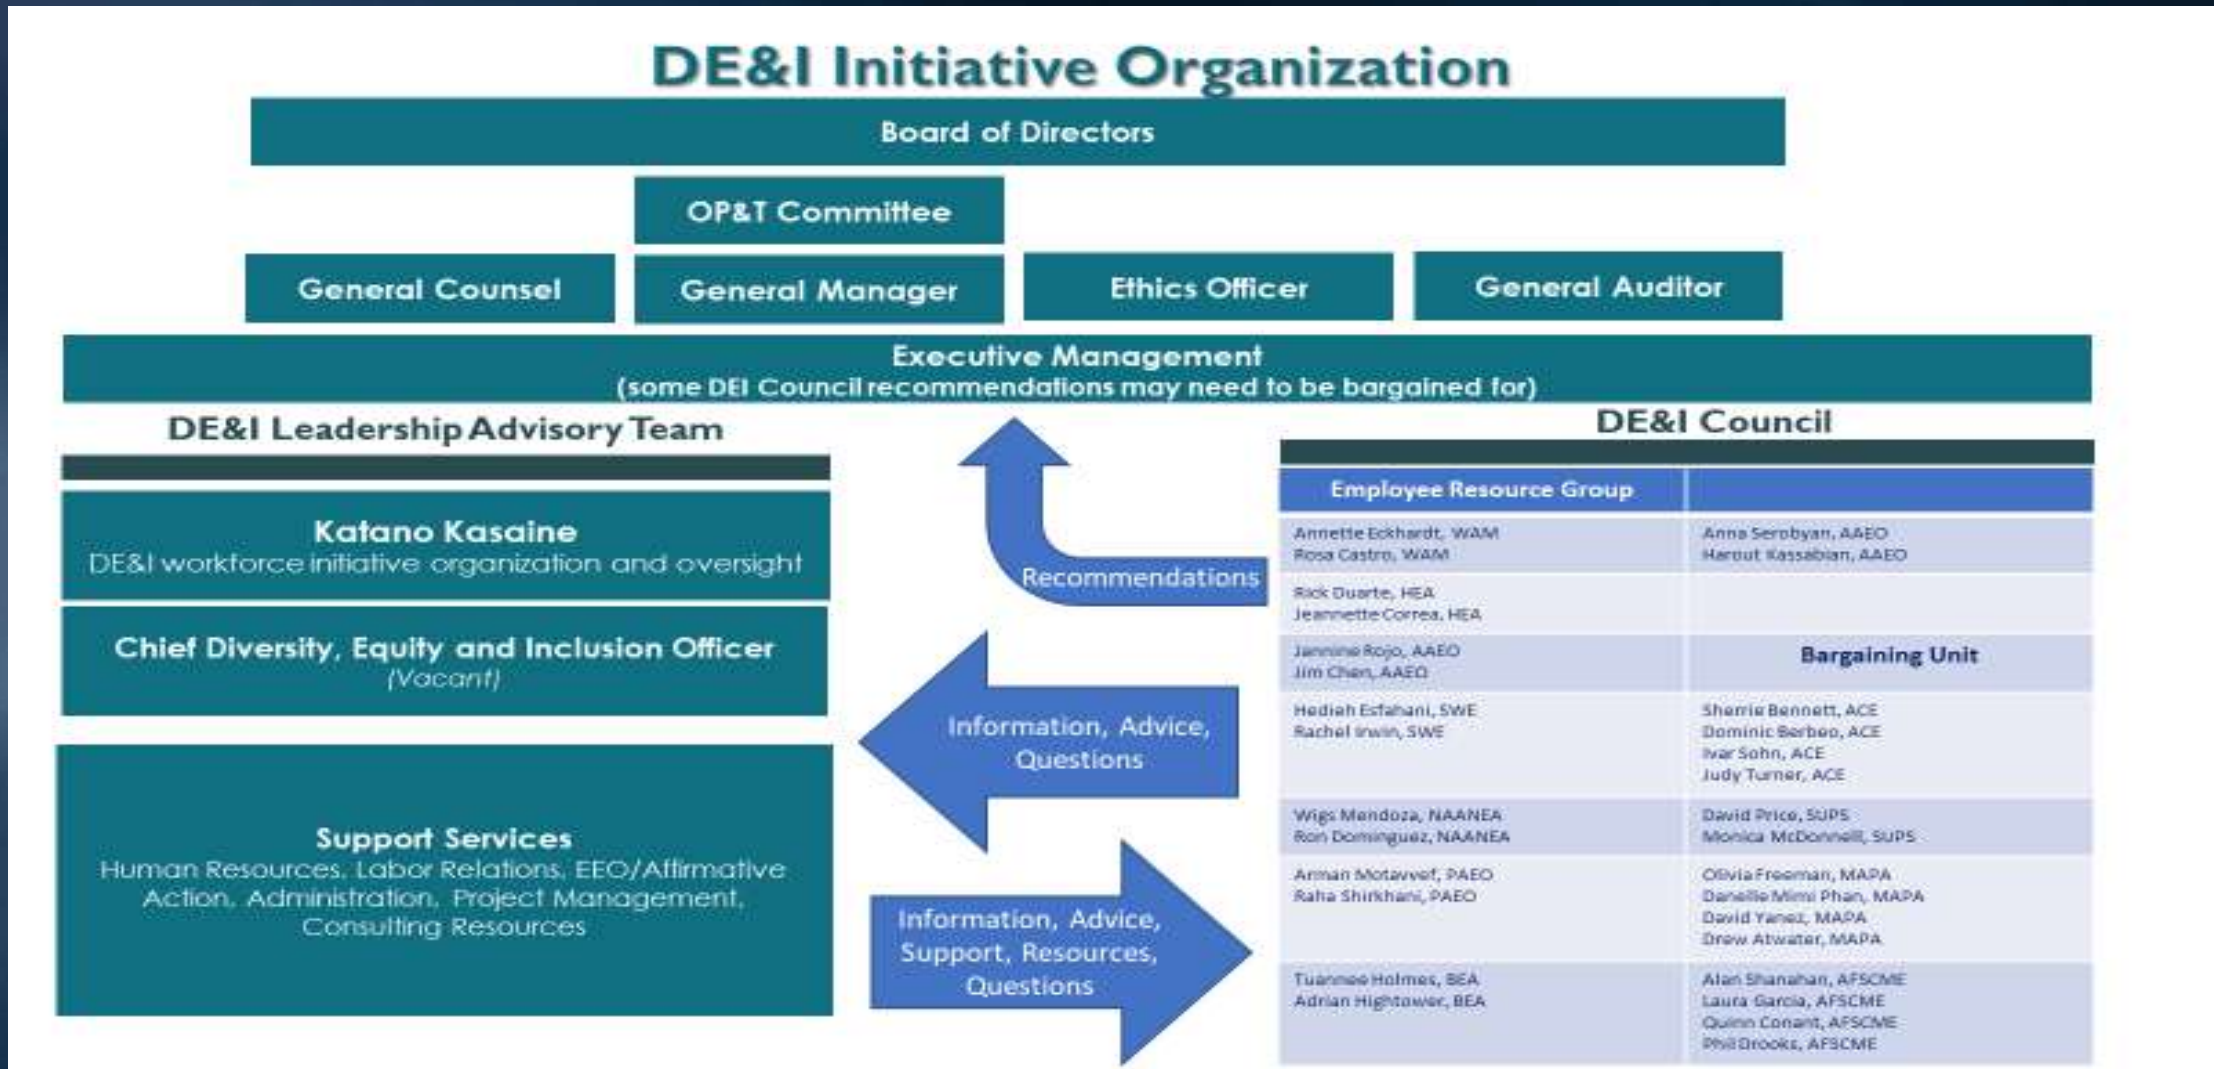 DE&I Initiative Organization
Board of Directors
OP&T Committee
General Counsel
General Manager
Ethics Officer
General Auditor
Executive Management
(some DEI Council recommendations may need to be bargained for)
DE&I Leadership Advisory Team
Katano Kasaine
DE&I workforce initiative organization and oversight
Chief Diversity, Equity and Inclusion Officer
(Vacant)
Support Services
Human Resources, Labor Relations, EEO/Affirmative
Action, Administration, Project Management,
Consulting Resources
Recommendations
Information, Advice,
Questions
Information, Advice,
Support, Resources,
Questions
DE&I Council
Employee Resource Group
Annette Eckhardt, WAM
Rosa Castro, WAM
Anna Serobyan, AAEO
Harout Kassabian, AAEO
Rick Duarte, HEA
Jeannette Correa, HEA
Jannine Rojo, AAEO
Jim Chen, AAEO
Bargaining Unit
Hedieh Esfahani, SWE
Rachel Irwin, SWE
Sherrie Bennett, ACE
Dominic Berbeo, ACE
Ivar Sohn, ACE
Judy Turner, ACE
Wigs Mendoza, NAANEA
Ron Dominguez, NAANEA
David Price, SUPS
Monica McDonnell, SUPS
Arman Motavvef, PAEO
Raha Shirkhani, PAEO
Olivia Freeman, MAPA
Danelle Mimi Phan, MAPA
David Yanez, MAPA
Drew Atwater, MAPA
Tuannee Holmes, BEA
Adrian Hightower, BEA
Alan Shanahan, AFSCME
Laura Garcia, AFSCME
Quinn Conant, AFSCME
Phil Drooks, AFSCME